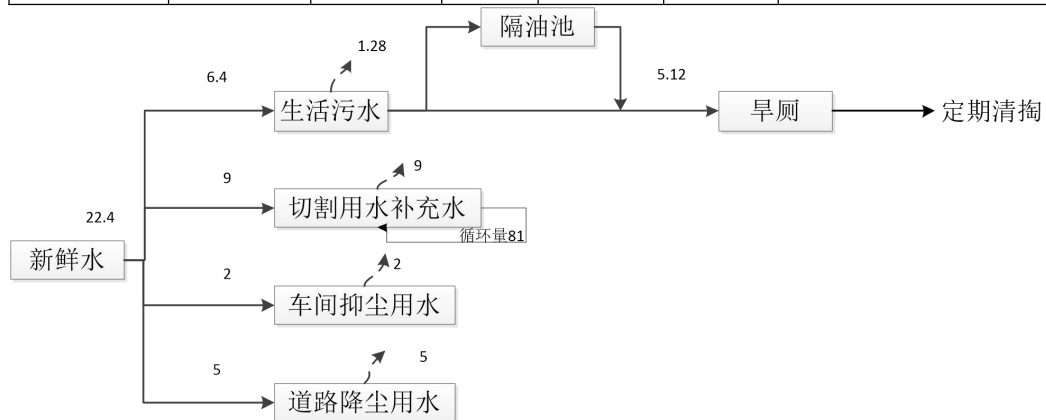 隔油池
1.28
6.4
5.12
生活污水
旱厕
定期清掏
9
9
切割用水补充水
22.4
循环量81
新鲜水
2
2
车间抑尘用水
5
5
道路降尘用水